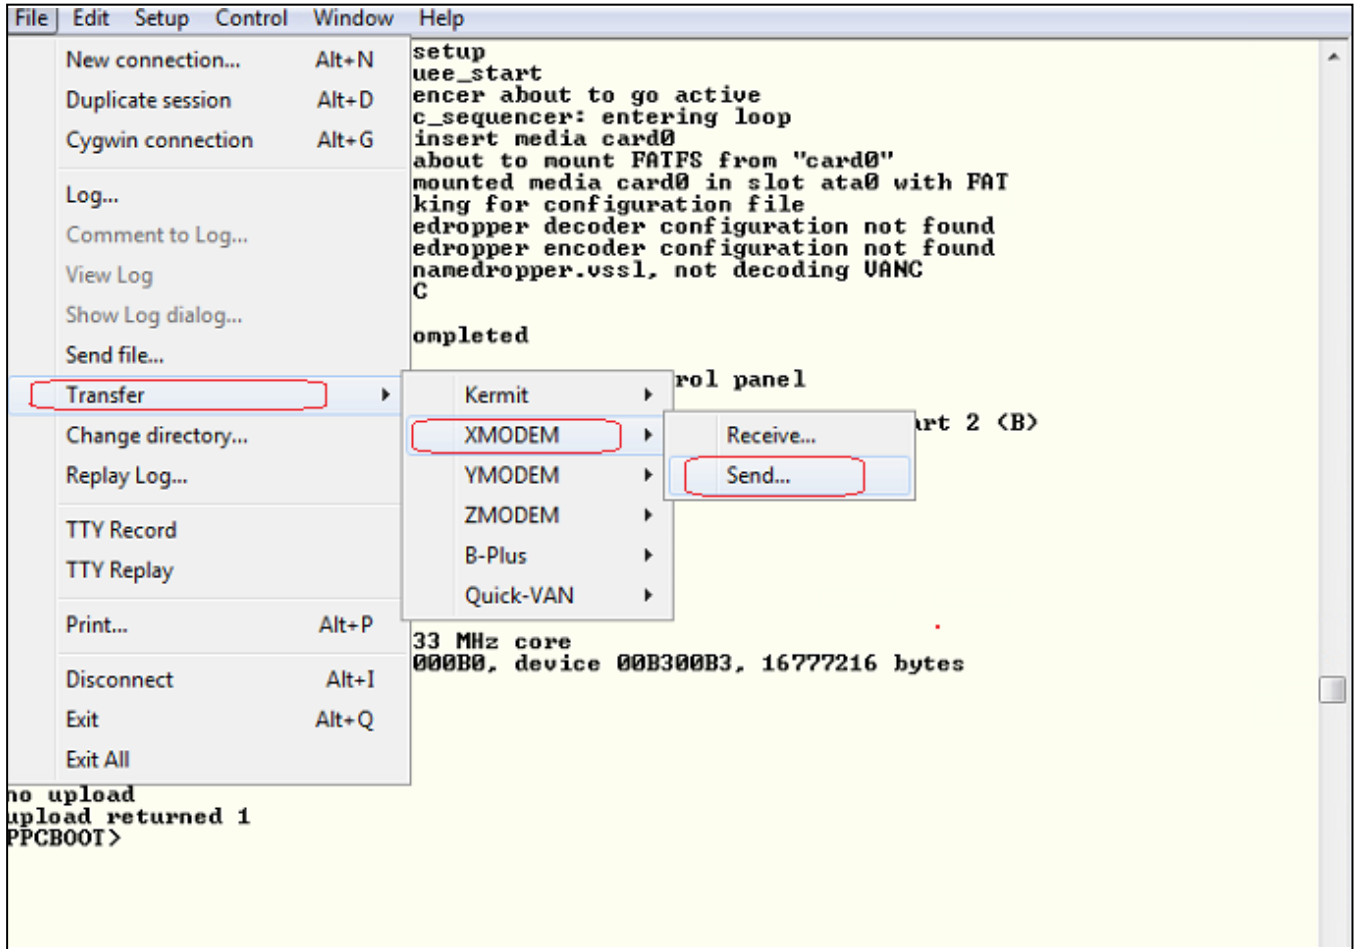 File Edit Setup Control Window Help
New connection... Alt+N
Duplicate session Alt+D
Cygwin connection Alt+G
Log...
Comment to Log...
View Log
Show Log dialog...
Send file...
Transfer
Change directory...
Replay Log...
TTY Record
TTY Replay
Print... Alt+P
Disconnect Alt+I
Exit Alt+Q
Exit All
Kermit
XMODEM
YMODEM
ZMODEM
B-Plus
Quick-VAN
Receive...
Send...
setup
uee_start
encer about to go active
c_sequencer: entering loop
insert media card0
about to mount FATFS from "card0"
mounted media card0 in slot ata0 with FAT
king for configuration file
edropper decoder configuration not found
edropper encoder configuration not found
namedropper.vssl, not decoding VANC
C
ompleted
rol panel
art 2 (B)
33 MHz core
000B0, device 00B300B3, 16777216 bytes
no upload
upload returned 1
PPCBOOT>